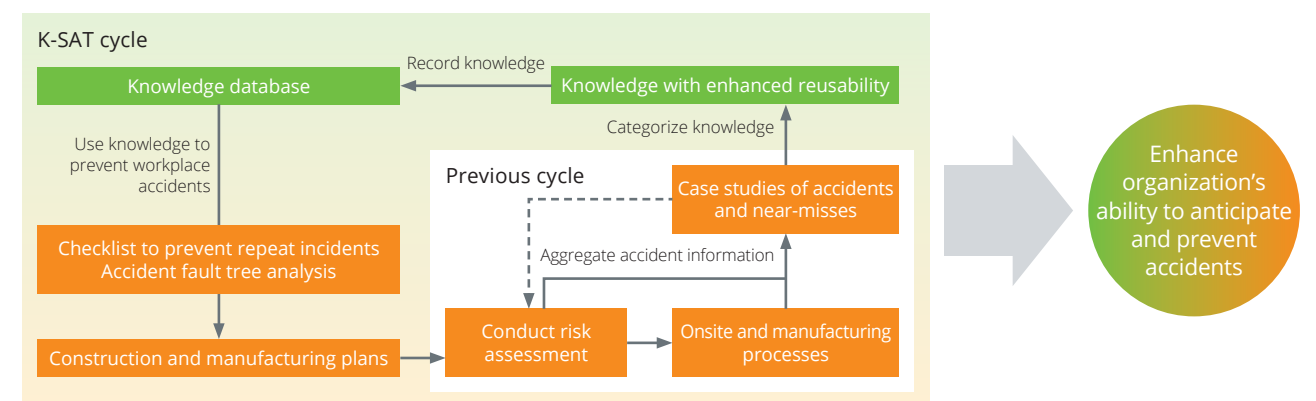 K-SAT cycle
Record knowledge
Knowledge database
Knowledge with enhanced reusability
Categorize knowledge
Use knowledge to
prevent workplace
accidents
Previous cycle
Case studies of accidents
and near-misses
Checklist to prevent repeat incidents
Accident fault tree analysis
Aggregate accident information
Construction and manufacturing plans
Conduct risk
assessment
Onsite and manufacturing
processes
Enhance
organization’s
ability to anticipate
and prevent
accidents